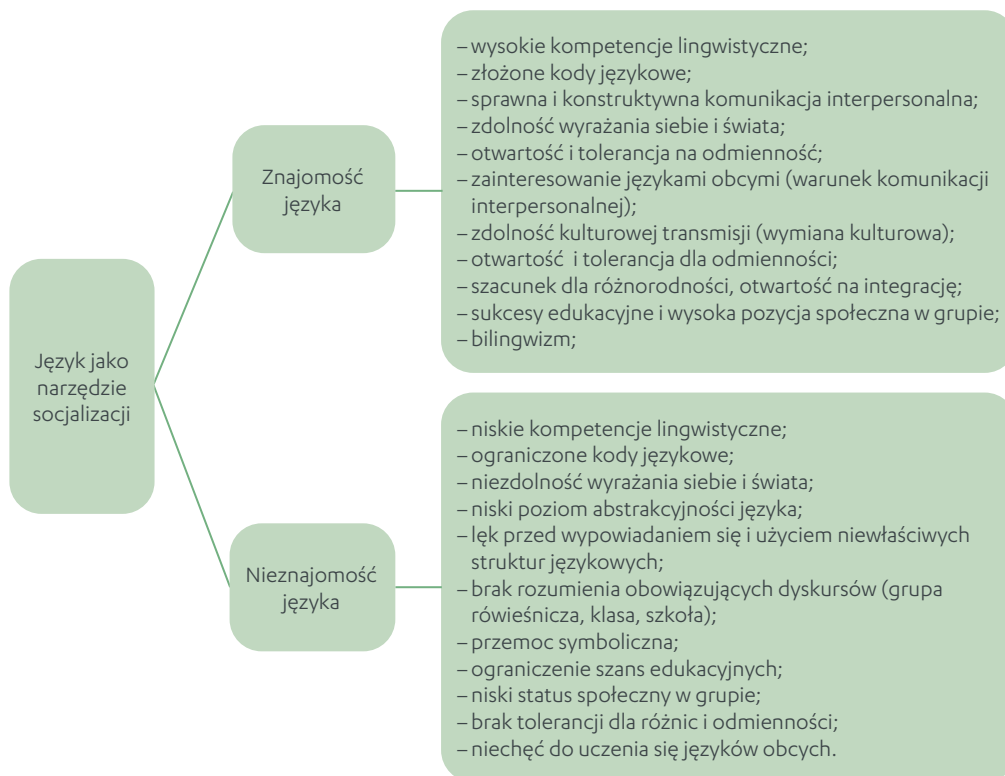 Język jako
narzędzie
socjalizacji
Znajomość
języka
– wysokie kompetencje lingwistyczne;
– złożone kody językowe;
– sprawna i konstruktywna komunikacja interpersonalna;
– zdolność wyrażania siebie i świata;
– otwartość i tolerancja na odmienność;
– zainteresowanie językami obcymi (warunek komunikacji
interpersonalnej);
– zdolność kulturowej transmisji (wymiana kulturowa);
– otwartość i tolerancja dla odmienności;
– szacunek dla różnorodności, otwartość na integrację;
– sukcesy edukacyjne i wysoka pozycja społeczna w grupie;
– bilingwizm;
Nieznajomość
języka
– niskie kompetencje lingwistyczne;
– ograniczone kody językowe;
– niezdolność wyrażania siebie i świata;
– niski poziom abstrakcyjności języka;
– lęk przed wypowiadaniem się i użyciem niewłaściwych
struktur językowych;
– brak rozumienia obowiązujących dyskursów (grupa
rówieśnicza, klasa, szkoła);
– przemoc symboliczna;
– ograniczenie szans edukacyjnych;
– niski status społeczny w grupie;
– brak tolerancji dla różnic i odmienności;
– niechęć do uczenia się języków obcych.